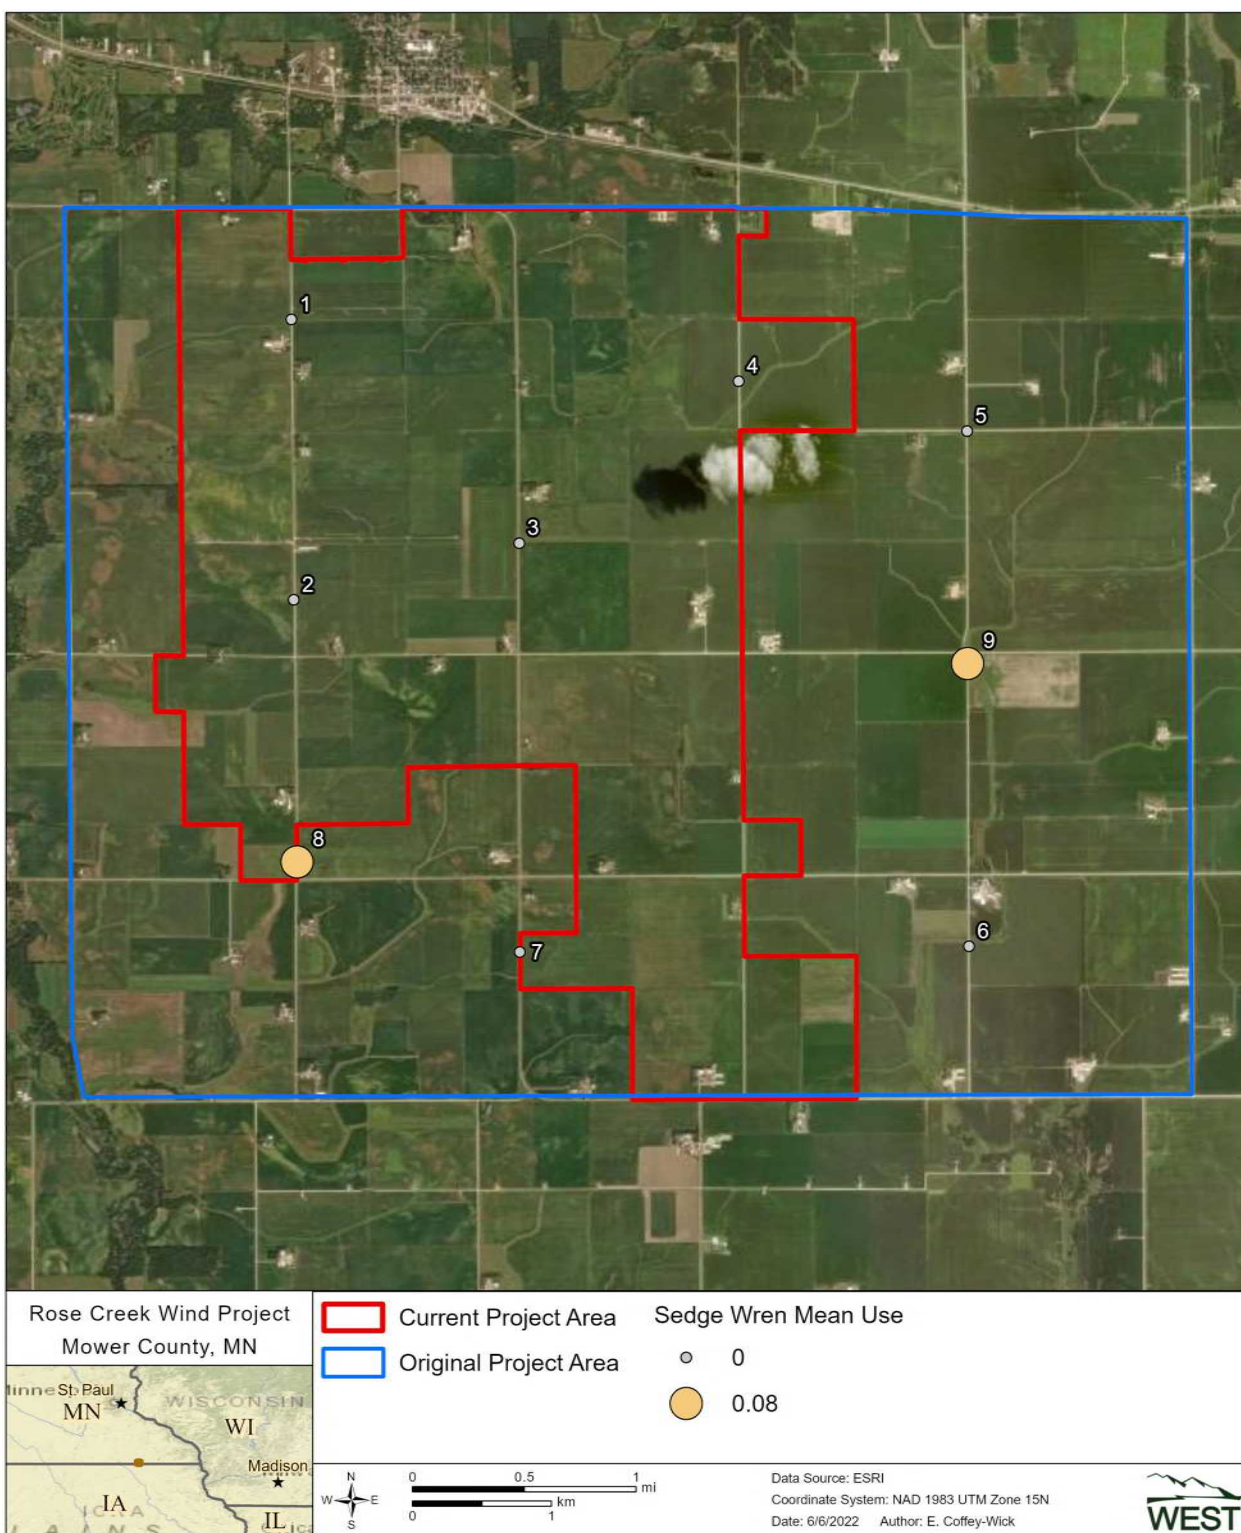 1
4
5
3
2
9
8
6
7
Rose Creek Wind Project
Mower County, MN
Current Project Area
Original Project Area
Sedge Wren Mean Use
0
0.08
St. Paul
MN
WISCONSIN
WI
Madison
IA
IL
N
W E
S
0 0.5 1
mi
km
0 1
Data Source: ESRI
Coordinate System: NAD 1983 UTM Zone 15N
Date: 6/6/2022 Author: E. Coffey-Wick
WEST